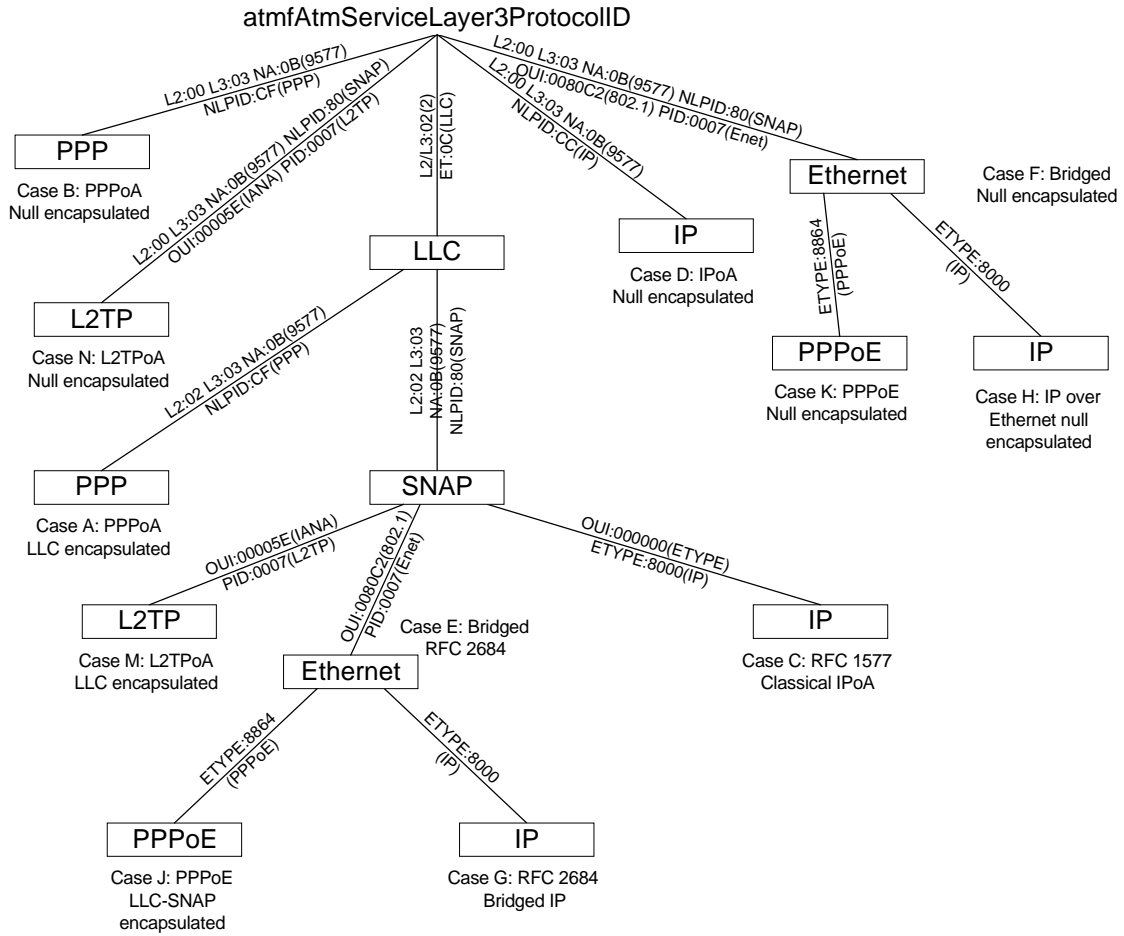 atmfAtmServiceLayer3ProtocolID
L2:00 L3:03 NA:0B(9577)
NLPID:CF(PPP)
PPP
Case B: PPPoA
Null encapsulated
L2:00 L3:03 NA:0B(9577) NLPID:80(SNAP)
OUI:00005E(IANA) PID:0007(L2TP)
L2TP
Case N: L2TPoA
Null encapsulated
L2/L3:02(2)
ET:0C(LLC)
LLC
L2:00 L3:03 NA:0B(9577)
NLPID:CC(IP)
IP
Case D: IPoA
Null encapsulated
L2:00 L3:03 NA:0B(9577) NLPID:80(SNAP)
OUI:0080C2(802.1) PID:0007(Enet)
Ethernet
Case F: Bridged
Null encapsulated
ETYPE:8864
(PPPoE)
PPPoE
Case K: PPPoE
Null encapsulated
ETYPE:8000
(IP)
IP
Case H: IP over
Ethernet null
encapsulated
L2:02 L3:03 NA:0B(9577)
NLPID:CF(PPP)
PPP
Case A: PPPoA
LLC encapsulated
L2:02 L3:03
NA:0B(9577)
NLPID:80(SNAP)
SNAP
OUI:00005E(IANA)
PID:0007(L2TP)
L2TP
Case M: L2TPoA
LLC encapsulated
OUI:0080C2(802.1)
PID:0007(Enet)
Case E: Bridged
RFC 2684
Ethernet
OUI:000000(ETYPE)
ETYPE:8000(IP)
IP
Case C: RFC 1577
Classical IPoA
ETYPE:8864
(PPPoE)
PPPoE
Case J: PPPoE
LLC-SNAP
encapsulated
ETYPE:8000
(IP)
IP
Case G: RFC 2684
Bridged IP